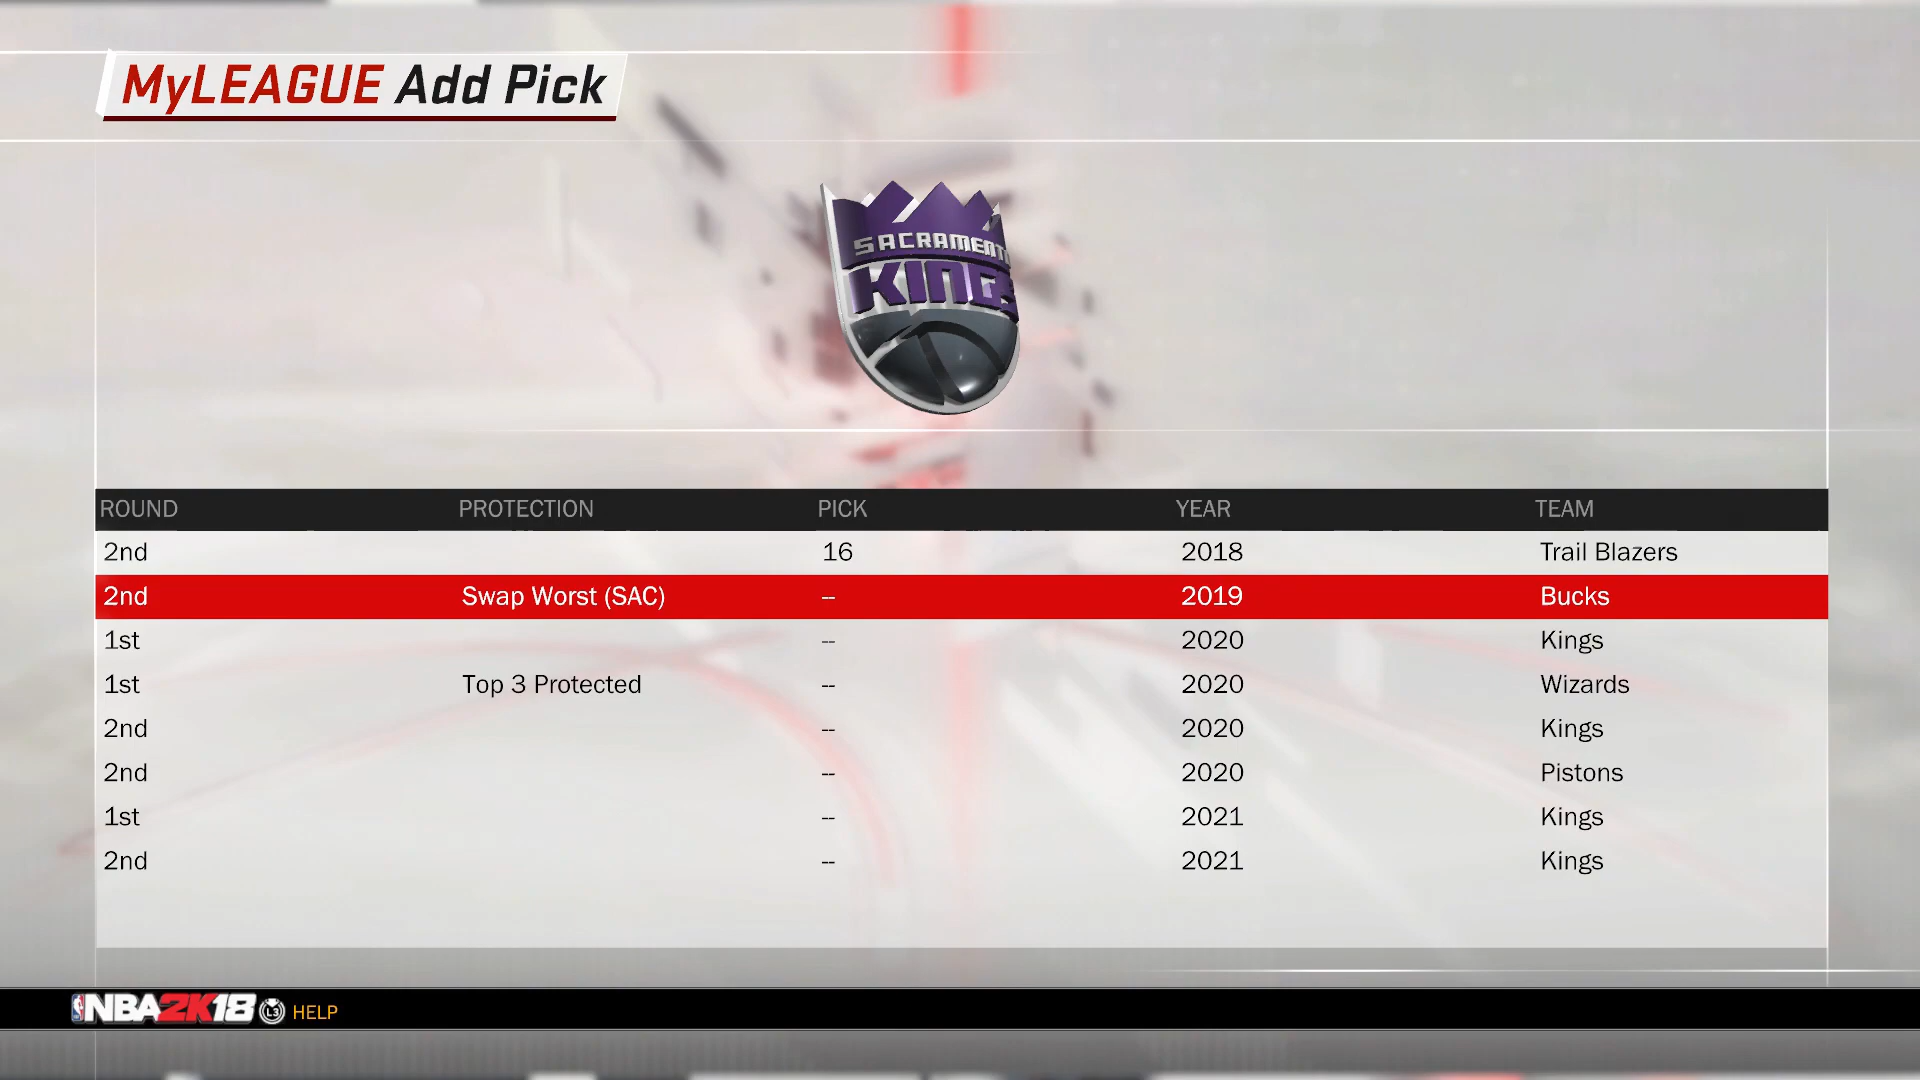 MyLEAGUE Add Pick
SACRAMENTO
KINGS
ROUND PROTECTION PICK YEAR TEAM
2nd 16 2018 Trail Blazers
2nd Swap Worst (SAC) -- 2019 Bucks
1st -- 2020 Kings
1st Top 3 Protected -- 2020 Wizards
2nd -- 2020 Kings
2nd -- 2020 Pistons
1st -- 2021 Kings
2nd -- 2021 Kings
NBA2K18 L3 HELP